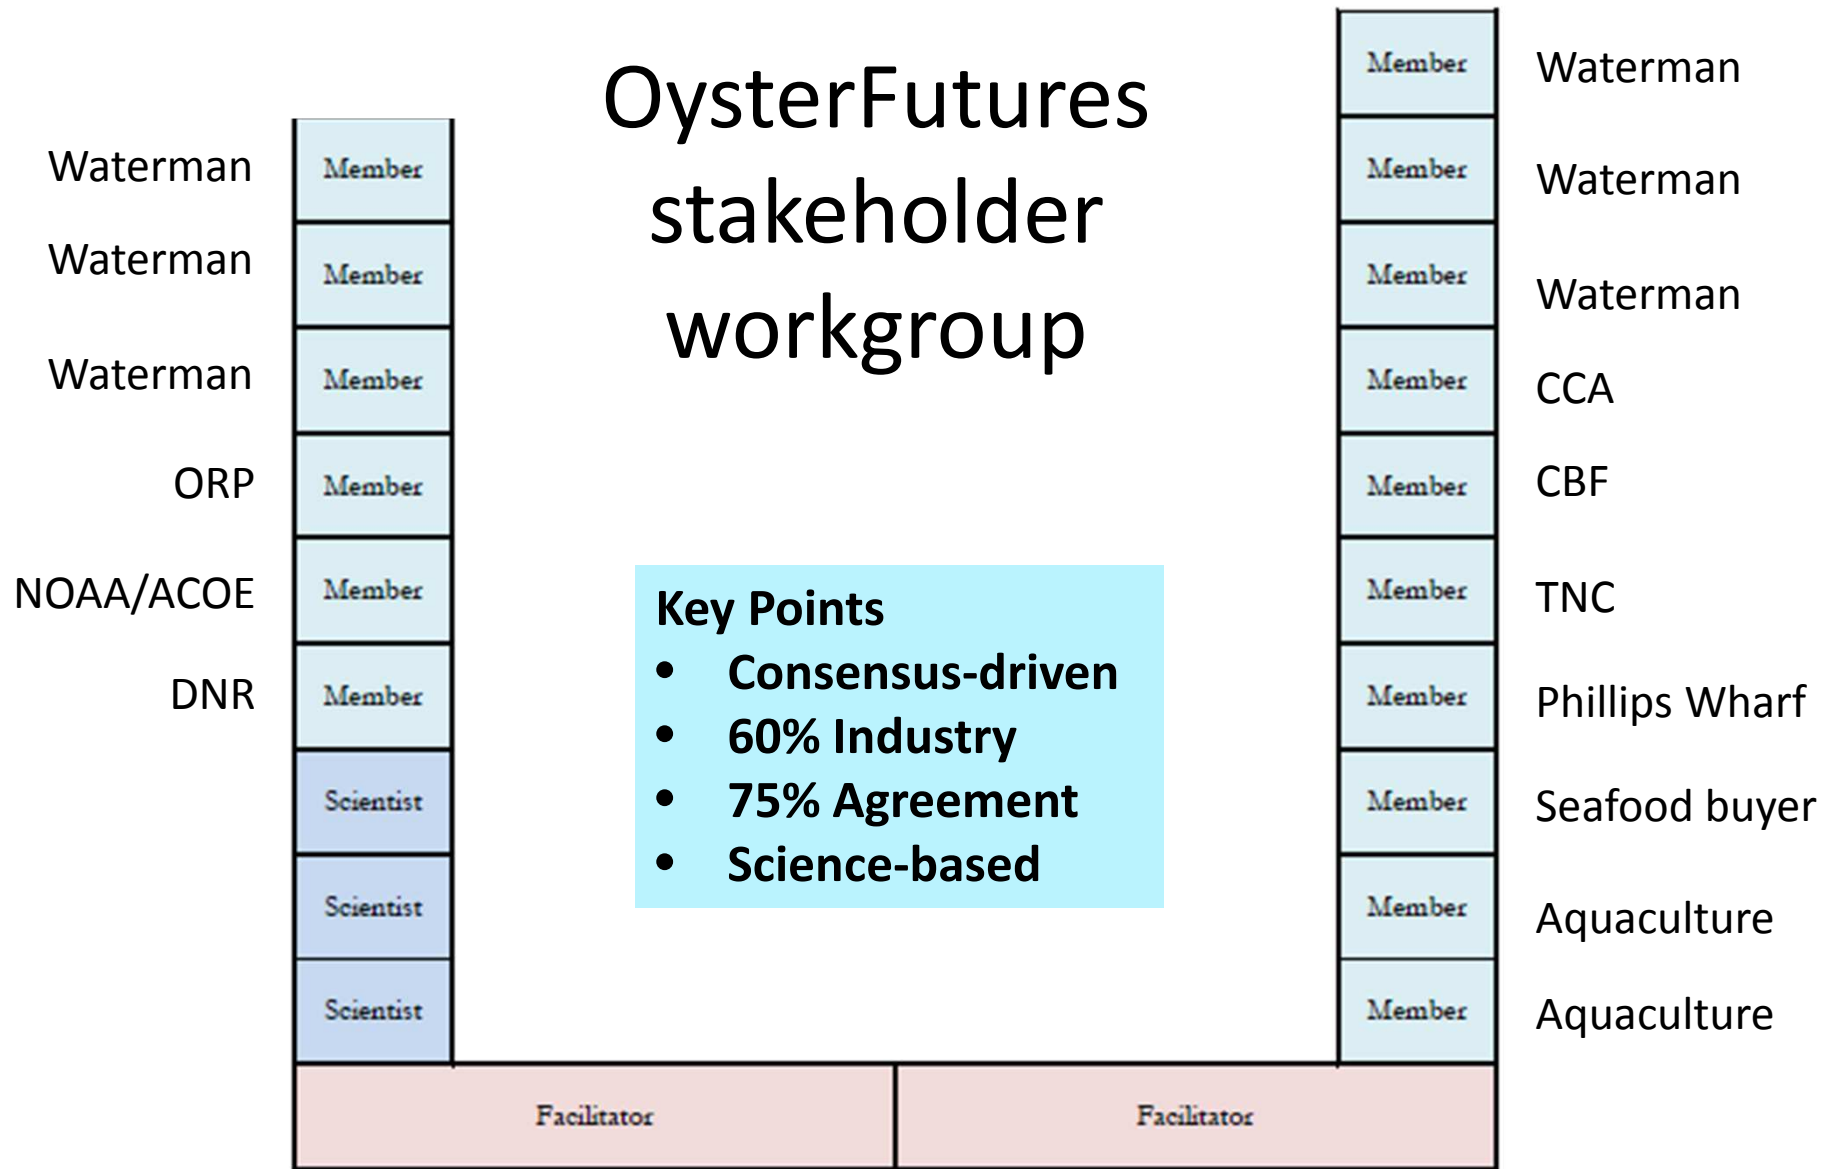 OysterFutures
stakeholder
workgroup
Waterman Member
Waterman Member
Waterman Member
ORP Member
NOAA/ACOE Member
DNR Member
Scientist
Scientist
Scientist
Key Points
• Consensus-driven
• 60% Industry
• 75% Agreement
• Science-based
Member Waterman
Member Waterman
Member Waterman
Member CCA
Member CBF
Member TNC
Member Phillips Wharf
Member Seafood buyer
Member Aquaculture
Member Aquaculture
Facilitator Facilitator